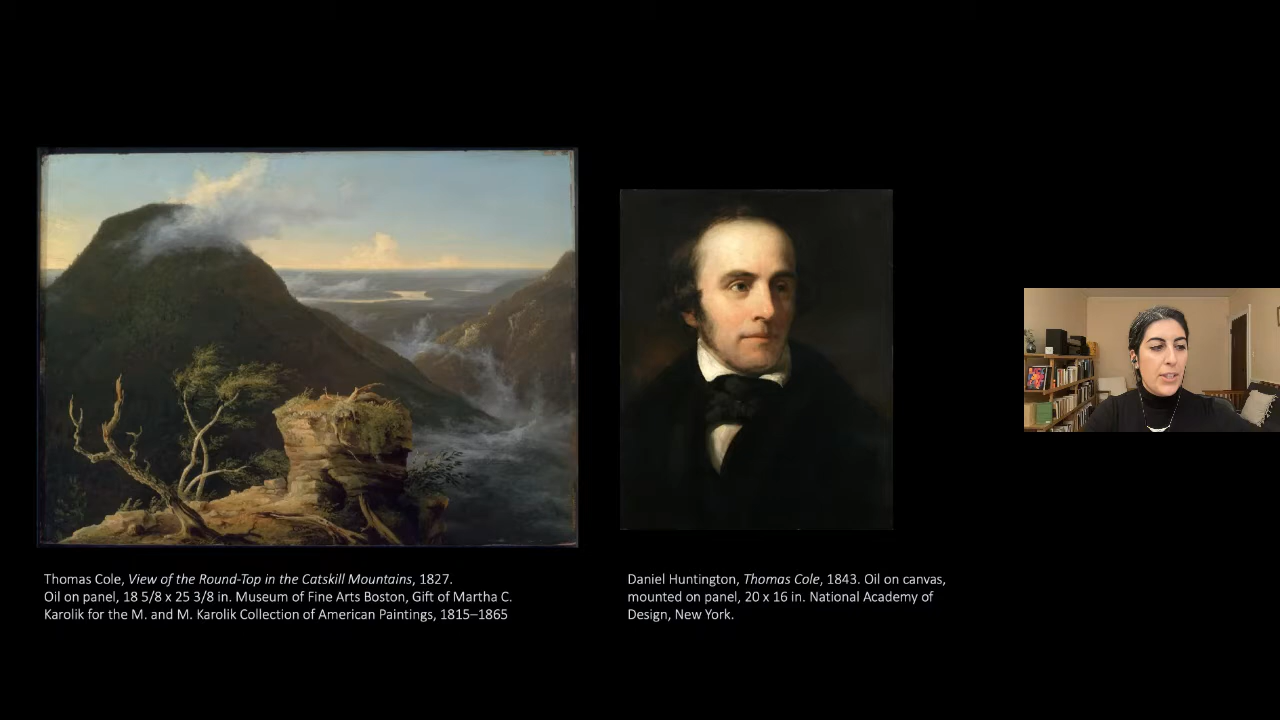 Thomas Cole, View of the Round-Top in the Catskill Mountains, 1827.
Oil on panel, 18 5/8 x 25 3/8 in. Museum of Fine Arts Boston, Gift of Martha C.
Karolik for the M. and M. Karolik Collection of American Paintings, 1815–1865
Daniel Huntington, Thomas Cole, 1843. Oil on canvas,
mounted on panel, 20 x 16 in. National Academy of
Design, New York.